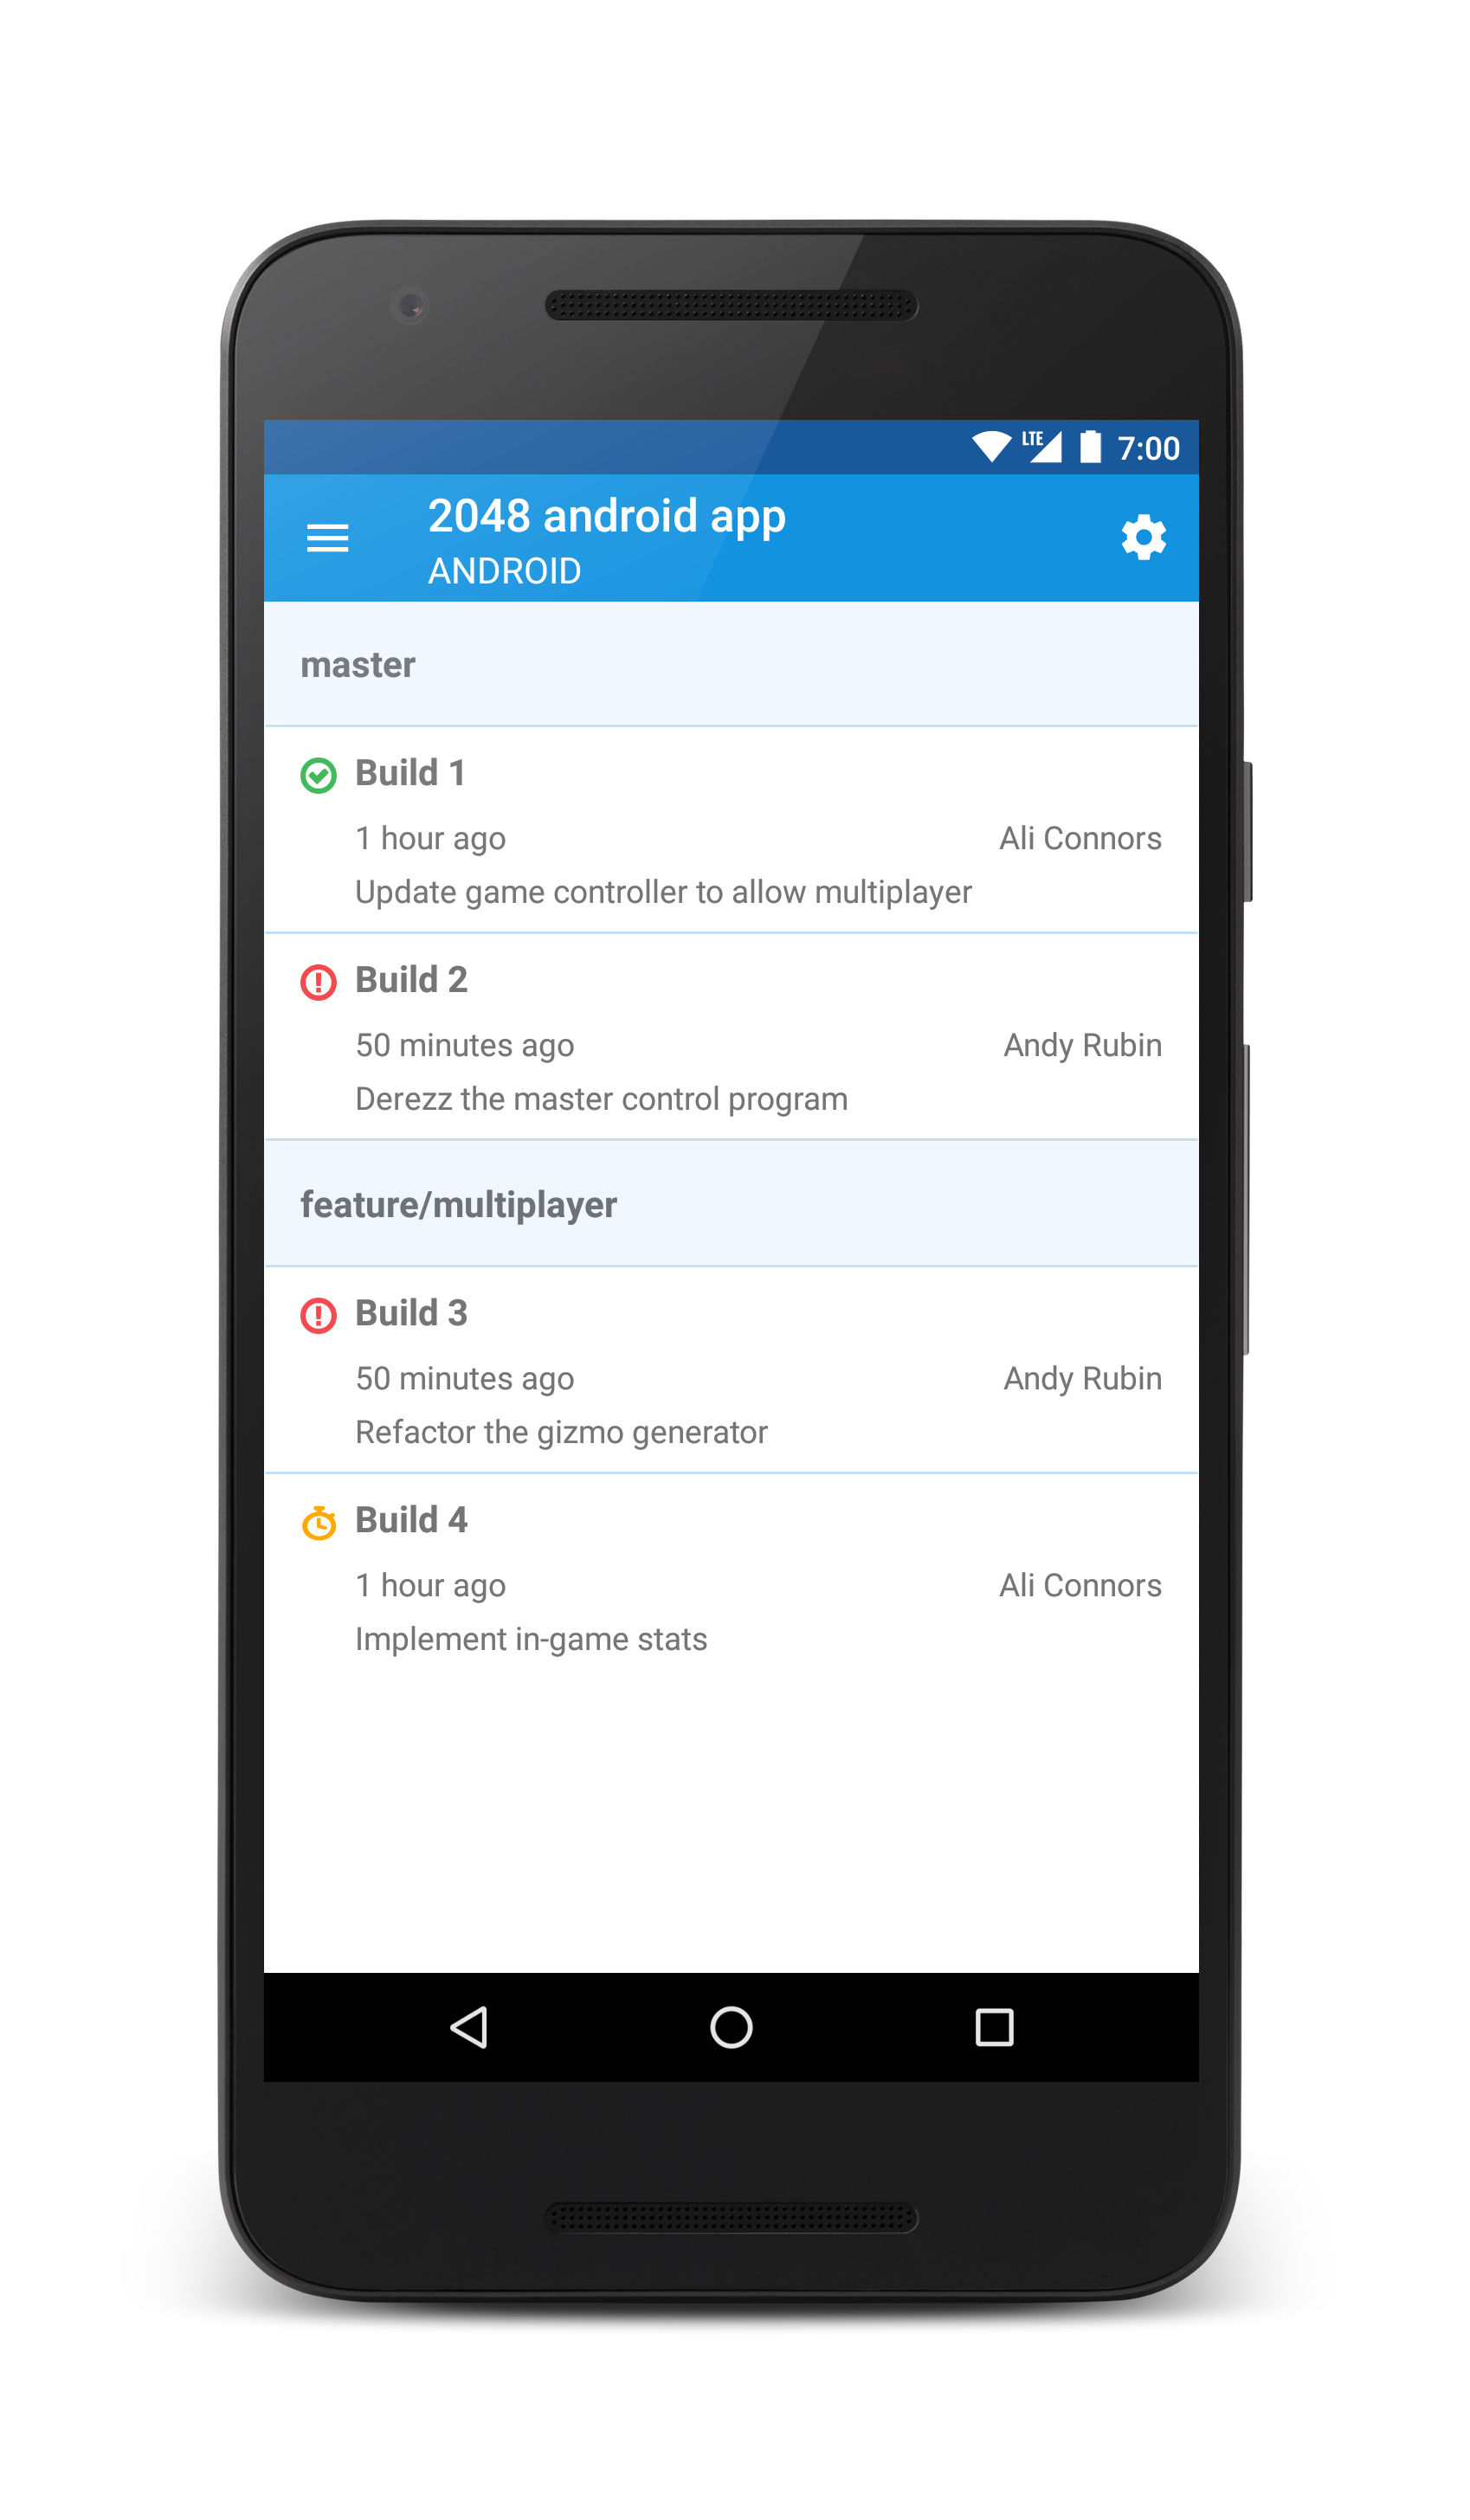 LTE 7:00
2048 android app
ANDROID
master
Build 1
1 hour ago Ali Connors
Update game controller to allow multiplayer
Build 2
50 minutes ago Andy Rubin
Derezz the master control program
feature/multiplayer
Build 3
50 minutes ago Andy Rubin
Refactor the gizmo generator
Build 4
1 hour ago Ali Connors
Implement in-game stats